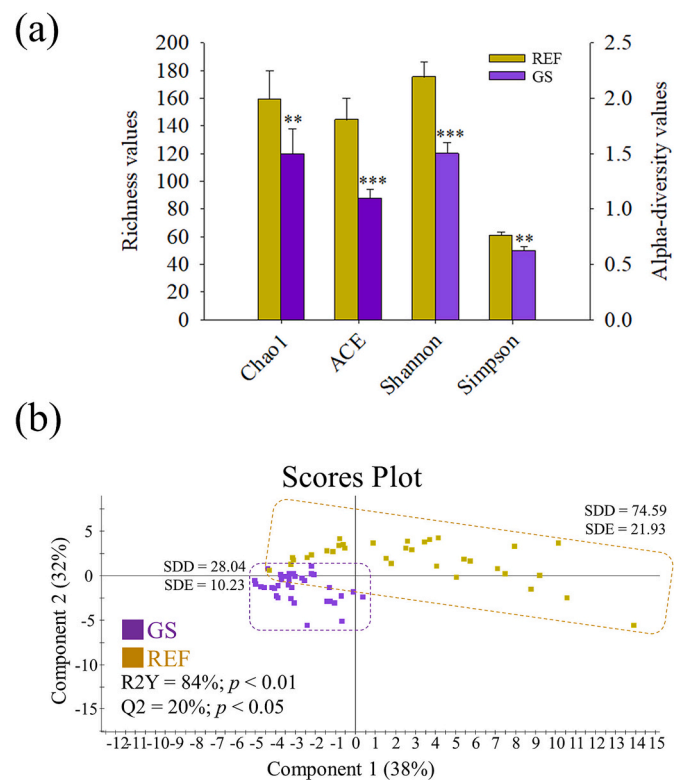 (a)
200
180
160
140
120
100
80
60
40
20
0
Richness values
2.5
2.0
1.5
1.0
0.5
0.0
Alpha-diversity values
REF
GS
**
***
***
**
Chao1
ACE
Shannon
Simpson
(b)
Scores Plot
SDD = 74.59
SDE = 21.93
SDD = 28.04
SDE = 10.23
5
0
-5
-10
-15
Component 2 (32%)
GS
REF
R2Y = 84%; p < 0.01
Q2 = 20%; p < 0.05
-12 -11 -10 -9 -8 -7 -6 -5 -4 -3 -2 -1 0 1 2 3 4 5 6 7 8 9 10 11 12 13 14 15
Component 1 (38%)